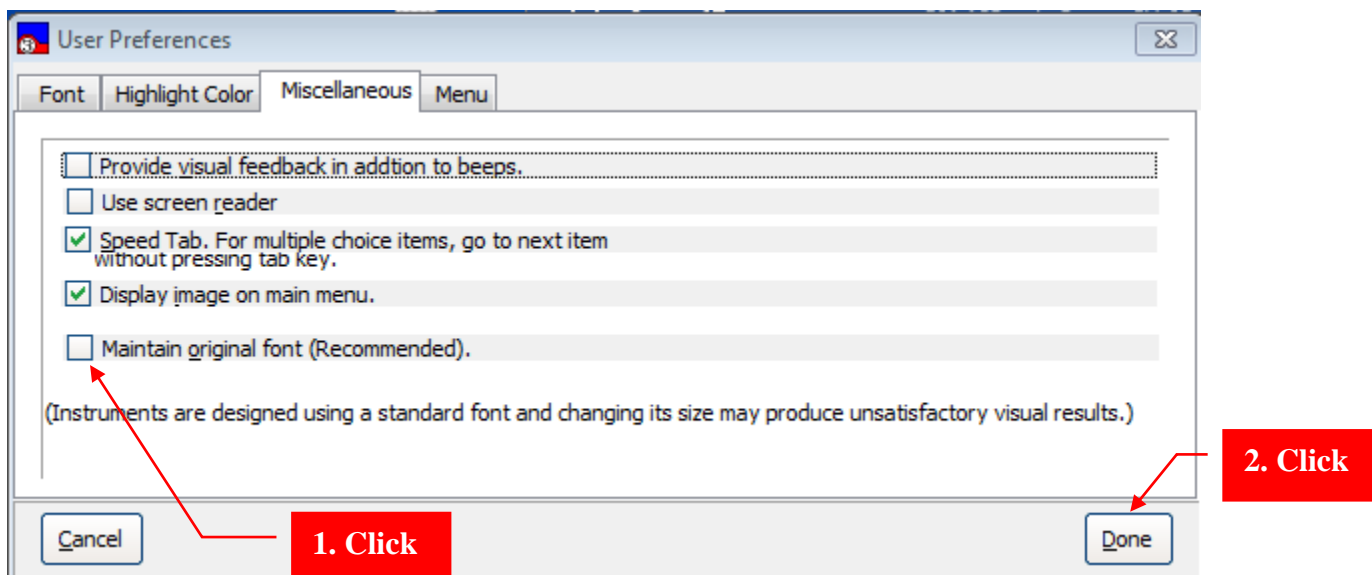 User Preferences
Font Highlight Color Miscellaneous Menu
Provide visual feedback in addtion to beeps.
Use screen reader
Speed Tab. For multiple choice items, go to next item
without pressing tab key.
Display image on main menu.
Maintain original font (Recommended).
(Instruments are designed using a standard font and changing its size may produce unsatisfactory visual results.)
2. Click
Cancel
1. Click
Done